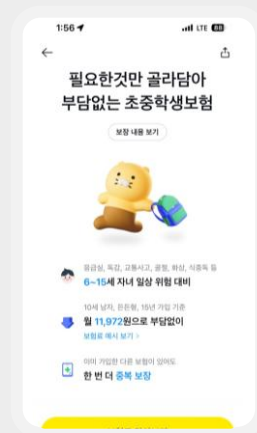 1:56
LTE 88
필요한것만 골라담아
부담없는 초중학생보험
보장 내용 보기
응급실, 독감, 교통사고, 골절, 화상, 식중독 등
6~15세 자녀 일상 위험 대비
10세 남자, 든든형, 15년 가입 기준
월 11,972원으로 부담없이
보험료 예시 보기 >
이미 가입한 다른 보험이 있어도
한 번 더 중복 보장